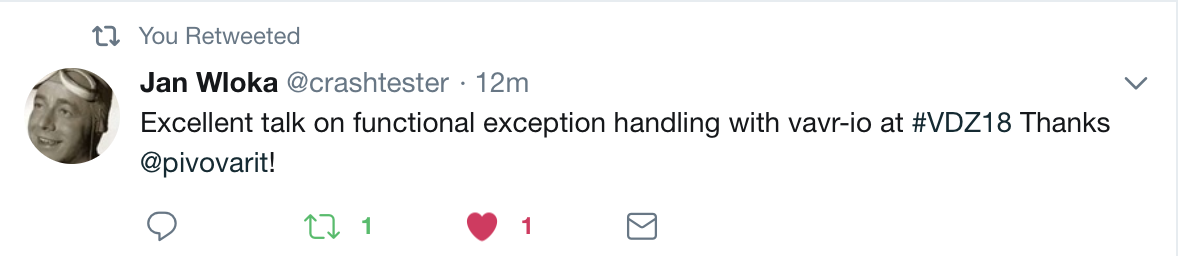 You Retweeted
Jan Wloka @crashtester · 12m
Excellent talk on functional exception handling with vavr-io at #VDZ18 Thanks
@pivovarit!
1 1